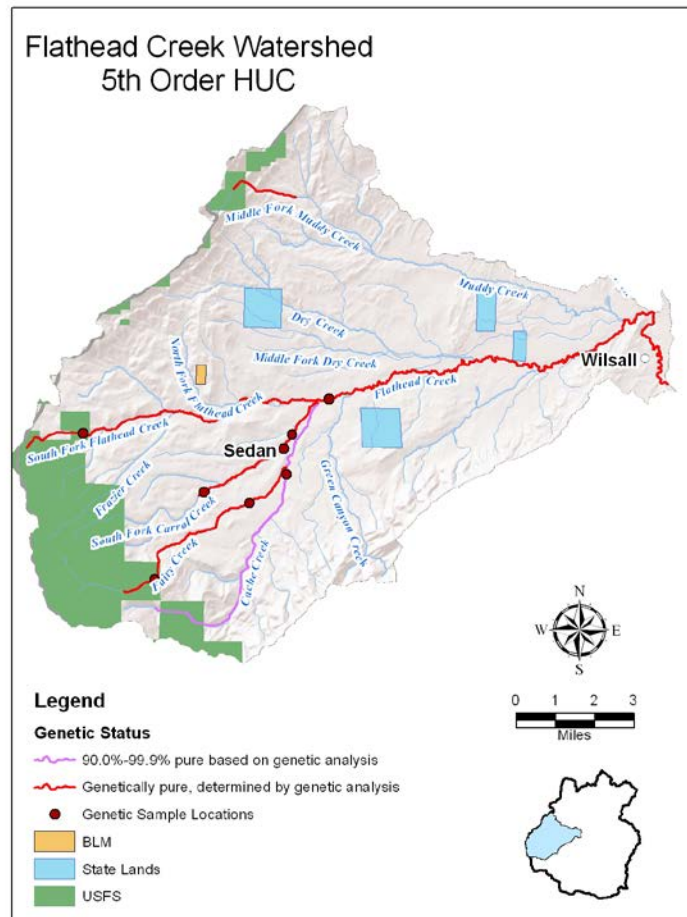 Flathead Creek Watershed
5th Order HUC
Middle Fork Muddy Creek
Muddy Creek
Dry Creek
North Fork Flathead Creek
Middle Fork Dry Creek
Wilsall
Flathead Creek
South Fork Flathead Creek
Sedan
Frazier Creek
South Fork Carrol Creek
Green Canyon Creek
Fairy Creek
Cache Creek
N
W E
S
Legend
0 1 2 3
Miles
Genetic Status
90.0%-99.9% pure based on genetic analysis
Genetically pure, determined by genetic analysis
Genetic Sample Locations
BLM
State Lands
USFS